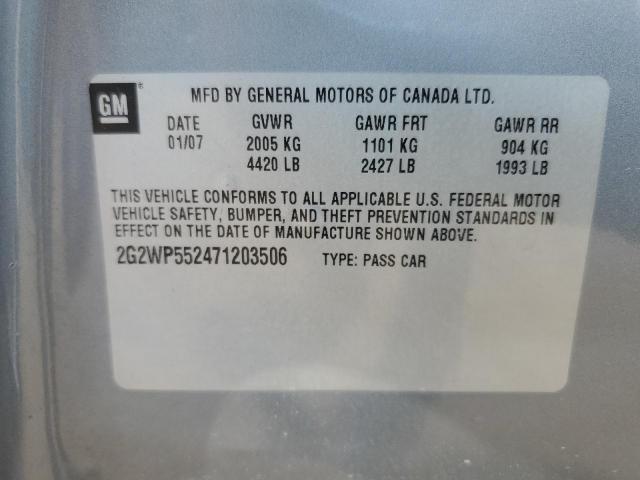 GM
MFD BY GENERAL MOTORS OF CANADA LTD.
DATE GVWR GAWR FRT GAWR RR
01/07 2005 KG 1101 KG 904 KG
4420 LB 2427 LB 1993 LB
THIS VEHICLE CONFORMS TO ALL APPLICABLE U.S. FEDERAL MOTOR
VEHICLE SAFETY, BUMPER, AND THEFT PREVENTION STANDARDS IN
EFFECT ON THE DATE OF MANUFACTURE SHOWN ABOVE.
2G2WP552471203506 TYPE: PASS CAR